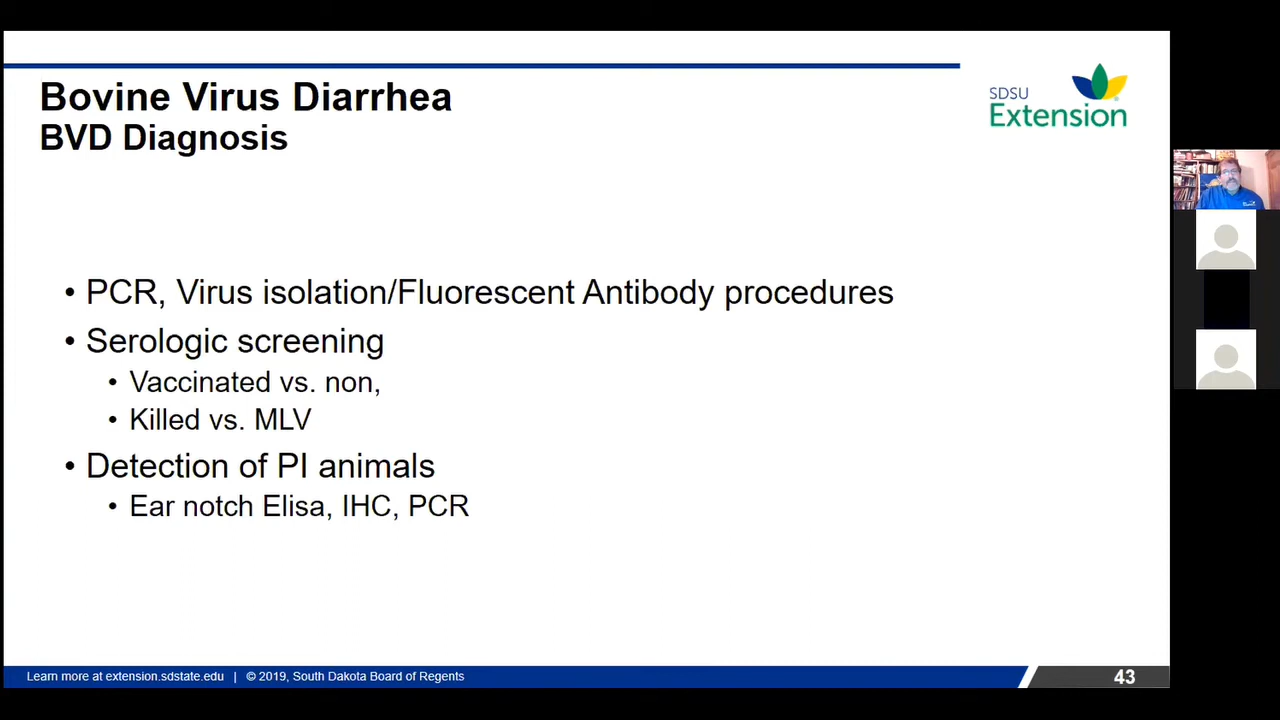 Bovine Virus Diarrhea
BVD Diagnosis
SDSU
Extension
• PCR, Virus isolation/Fluorescent Antibody procedures
• Serologic screening
• Vaccinated vs. non,
• Killed vs. MLV
• Detection of PI animals
• Ear notch Elisa, IHC, PCR
Learn more at extension.sdstate.edu | © 2019, South Dakota Board of Regents
43